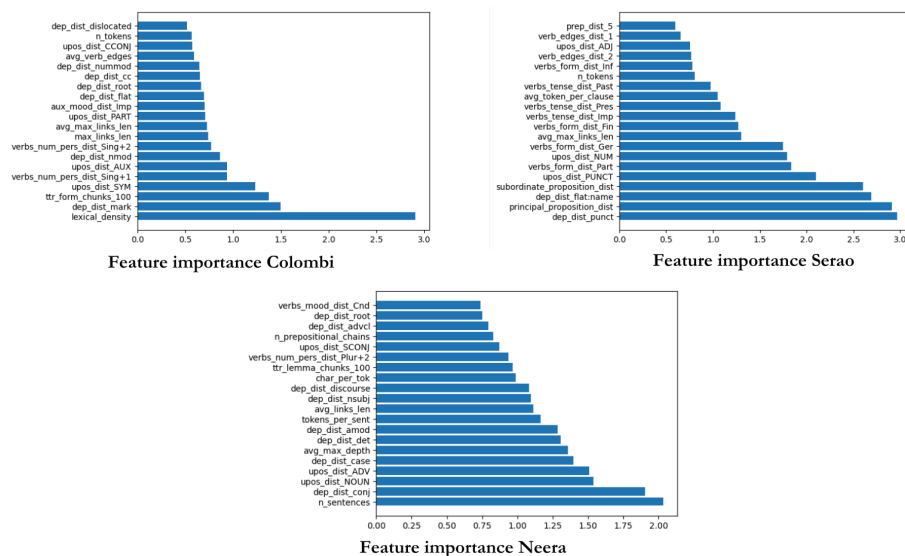 dep_dist_dislocated
n_tokens
upos_dist_CCONJ
avg_verb_edges
dep_dist_nummod
dep_dist_cc
dep_dist_root
dep_dist_flat
aux_mood_dist_Imp
upos_dist_PART
avg_max_links_len
max_links_len
verbs_num_pers_dist_Sing+2
dep_dist_nmod
upos_dist_AUX
verbs_num_pers_dist_Sing+1
upos_dist_SYM
ttr_form_chunks_100
dep_dist_mark
lexical_density
0.0 0.5 1.0 1.5 2.0 2.5 3.0
Feature importance Colombi
prep_dist_5
verb_edges_dist_1
upos_dist_ADJ
verb_edges_dist_2
verbs_form_dist_Inf
n_tokens
verbs_tense_dist_Past
avg_token_per_clause
verbs_tense_dist_Pres
verbs_tense_dist_Imp
verbs_form_dist_Fin
avg_max_links_len
verbs_form_dist_Ger
upos_dist_NUM
verbs_form_dist_Part
upos_dist_PUNCT
subordinate_proposition_dist
dep_dist_flat:name
principal_proposition_dist
dep_dist_punct
0.0 0.5 1.0 1.5 2.0 2.5 3.0
Feature importance Serao
verbs_mood_dist_Cnd
dep_dist_root
dep_dist_advcl
n_prepositional_chains
upos_dist_SCONJ
verbs_num_pers_dist_Plur+2
ttr_lemma_chunks_100
char_per_tok
dep_dist_discourse
dep_dist_nsubj
avg_links_len
tokens_per_sent
dep_dist_amod
dep_dist_det
avg_max_depth
dep_dist_case
upos_dist_ADV
upos_dist_NOUN
dep_dist_conj
n_sentences
0.00 0.25 0.50 0.75 1.00 1.25 1.50 1.75 2.00
Feature importance Neera